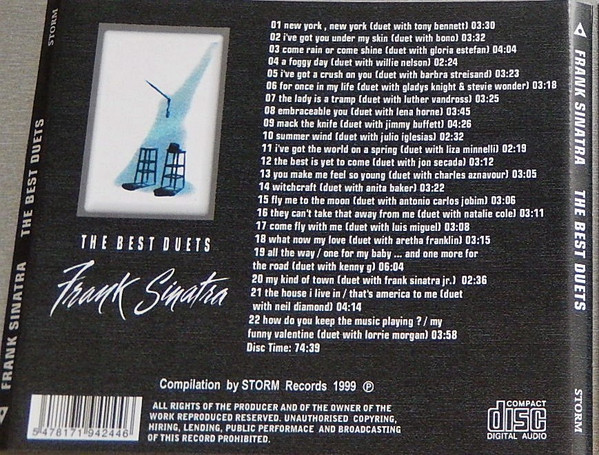 01 new york , new york (duet with tony bennett) 03:30
02 i've got you under my skin (duet with bono) 03:32
03 come rain or come shine (duet with gloria estefan) 04:04
04 a foggy day (duet with willie nelson) 02:24
05 i've got a crush on you (duet with barbra streisand) 03:23
06 for once in my life (duet with gladys knight & stevie wonder) 03:18
07 the lady is a tramp (duet with luther vandross) 03:25
08 embraceable you (duet with lena horne) 03:45
09 mack the knife (duet with jimmy buffett) 04:26
10 summer wind (duet with julio iglesias) 02:32
11 i've got the world on a spring (duet with liza minnelli) 02:19
12 the best is yet to come (duet with jon secada) 03:12
13 you make me feel so young (duet with charles aznavour) 03:05
14 witchcraft (duet with anita baker) 03:22
15 fly me to the moon (duet with antonio carlos jobim) 03:06
16 they can't take that away from me (duet with natalie cole) 03:11
17 come fly with me (duet with luis miguel) 03:08
18 what now my love (duet with aretha franklin) 03:15
19 all the way / one for my baby ... and one more for
the road (duet with kenny g) 06:04
20 my kind of town (duet with frank sinatra jr.) 02:36
21 the house i live in / that's america to me (duet
with neil diamond) 04:14
22 how do you keep the music playing ? / my
funny valentine (duet with lorrie morgan) 03:58
Disc Time: 74:39
THE BEST DUETS
Frank Sinatra
Compilation by STORM Records 1999 ℗
ALL RIGHTS OF THE PRODUCER AND OF THE OWNER OF THE
WORK REPRODUCED RESERVED. UNAUTHORISED COPYRING,
HIRING, LENDING, PUBLIC PERFORMACE AND BROADCASTING
OF THIS RECORD PROHIBITED.
5 478171 942446
COMPACT
disc
DIGITAL AUDIO
FRANK SINATRA THE BEST DUETS STORM
FRANK SINATRA THE BEST DUETS STORM